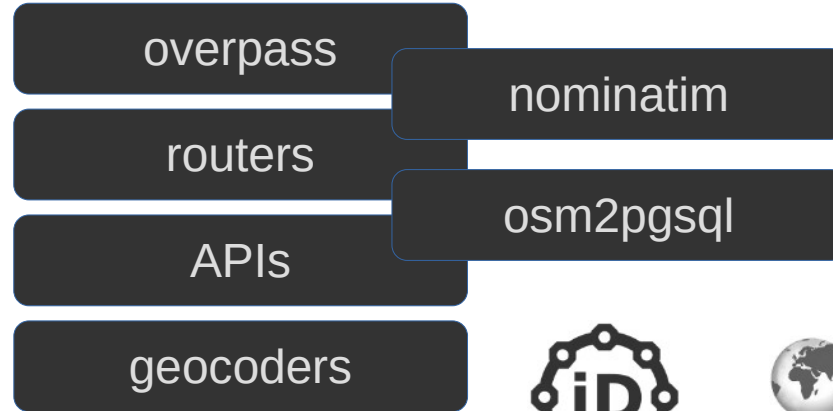 overpass
nominatim
routers
osm2pgsql
APIs
geocoders
iD